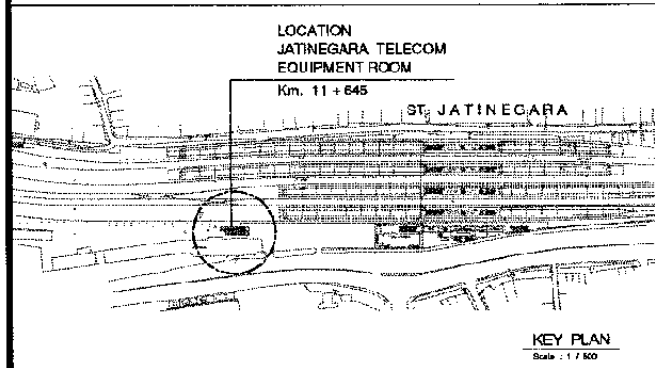 LOCATION
JATINEGARA TELECOM
EQUIPMENT ROOM
Km. 11 + 645
ST. JATINEGARA
KEY PLAN
Scale : 1 / 500